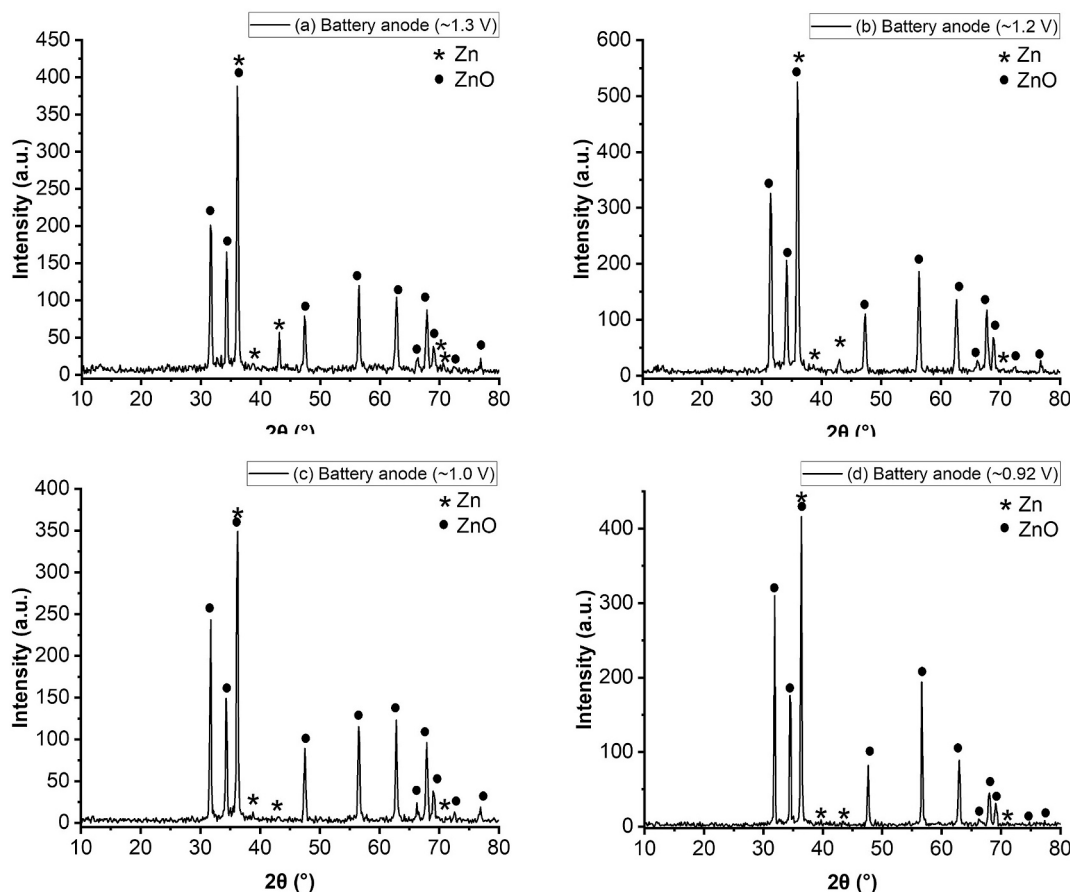 (a) Battery anode (~1.3 V)
* Zn
● ZnO
450
400
350
300
250
200
150
100
50
0
Intensity (a.u.)
10 20 30 40 50 60 70 80
2θ (°)
(b) Battery anode (~1.2 V)
* Zn
● ZnO
600
500
400
300
200
100
0
Intensity (a.u.)
10 20 30 40 50 60 70 80
2θ (°)
(c) Battery anode (~1.0 V)
* Zn
● ZnO
400
350
300
250
200
150
100
50
0
Intensity (a.u.)
10 20 30 40 50 60 70 80
2θ (°)
(d) Battery anode (~0.92 V)
* Zn
● ZnO
400
300
200
100
0
Intensity (a.u.)
10 20 30 40 50 60 70 80
2θ (°)